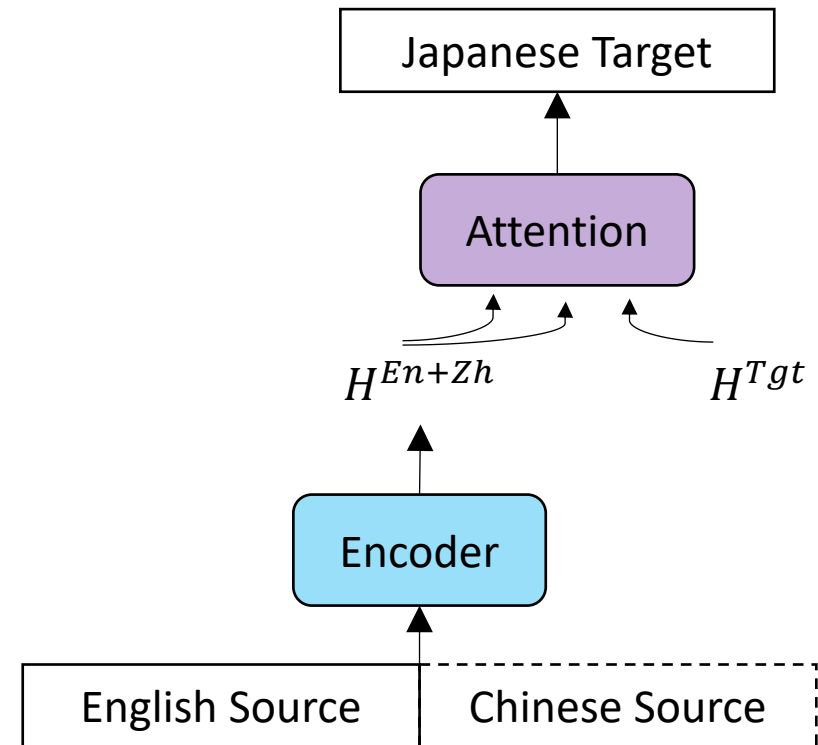 Japanese Target
Attention
H^{En+Zh} H^{Tgt}
Encoder
English Source Chinese Source